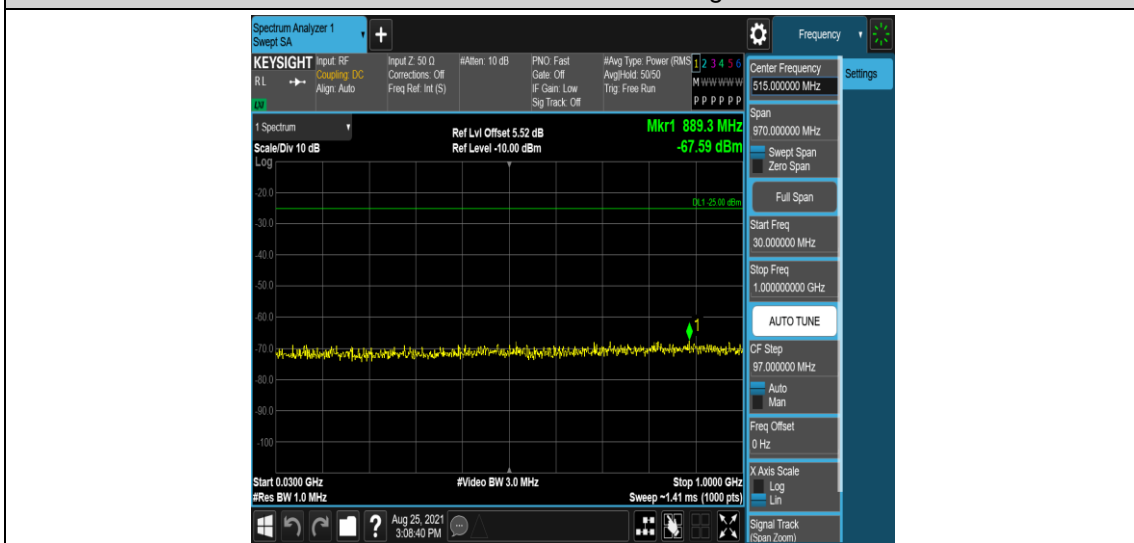 Spectrum Analyzer 1
Swept SA
+
Frequency
KEYSIGHT
RL
LXI
Input: RF
Coupling: DC
Align: Auto
Input Z: 50 Ω
Corrections: Off
Freq Ref: Int (S)
#Atten: 10 dB
PNO: Fast
Gate: Off
IF Gain: Low
Sig Track: Off
#Avg Type: Power (RMS
Avg|Hold: 50/50
Trig: Free Run
1 2 3 4 5 6
M W W W W W
P P P P P P
1 Spectrum
Scale/Div 10 dB
Log
Ref Lvl Offset 5.52 dB
Ref Level -10.00 dBm
Mkr1 889.3 MHz
-67.59 dBm
-20.0
DL1 -25.00 dBm
-30.0
-40.0
-50.0
-60.0
1
-70.0
-80.0
-90.0
-100
Start 0.0300 GHz
#Res BW 1.0 MHz
#Video BW 3.0 MHz
Stop 1.0000 GHz
Sweep ~1.41 ms (1000 pts)
?
Aug 25, 2021
3:08:40 PM
Center Frequency
515.000000 MHz
Settings
Span
970.000000 MHz
Swept Span
Zero Span
Full Span
Start Freq
30.000000 MHz
Stop Freq
1.000000000 GHz
AUTO TUNE
CF Step
97.000000 MHz
Auto
Man
Freq Offset
0 Hz
X Axis Scale
Log
Lin
Signal Track
(Span Zoom)